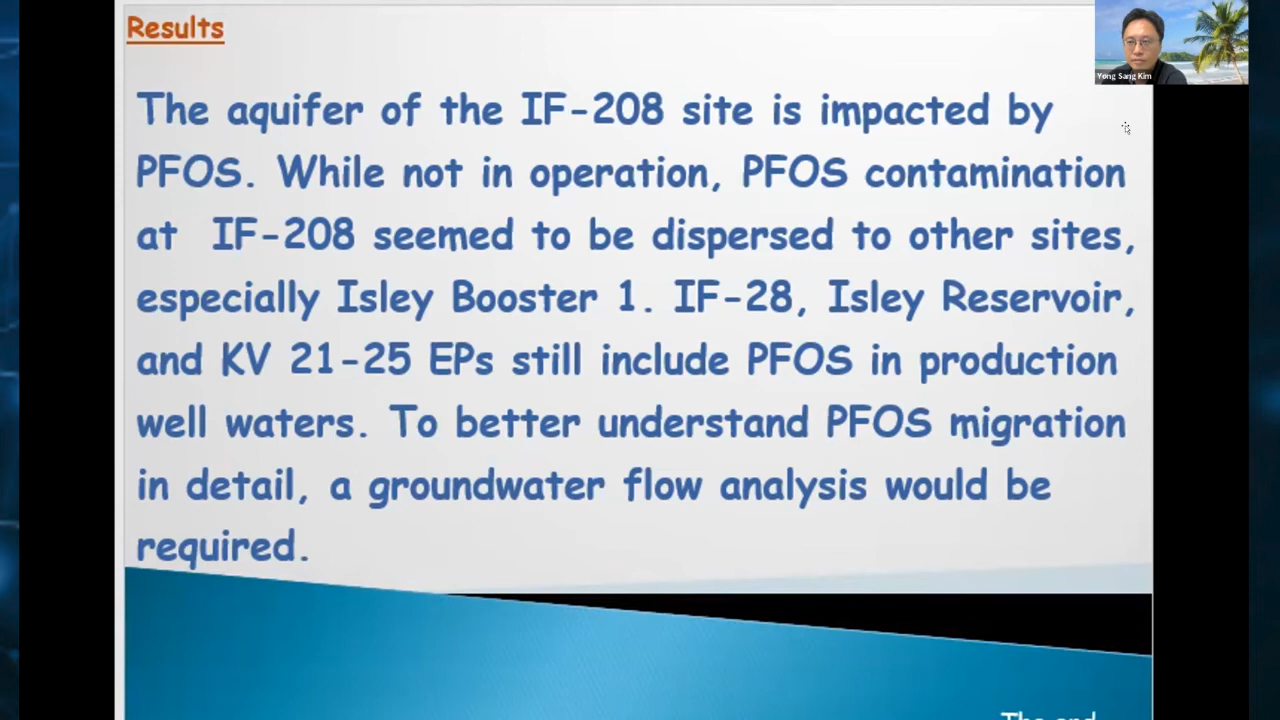 Results
Yong Sang Kim
The aquifer of the IF-208 site is impacted by
PFOS. While not in operation, PFOS contamination
at IF-208 seemed to be dispersed to other sites,
especially Isley Booster 1. IF-28, Isley Reservoir,
and KV 21-25 EPs still include PFOS in production
well waters. To better understand PFOS migration
in detail, a groundwater flow analysis would be
required.
The end